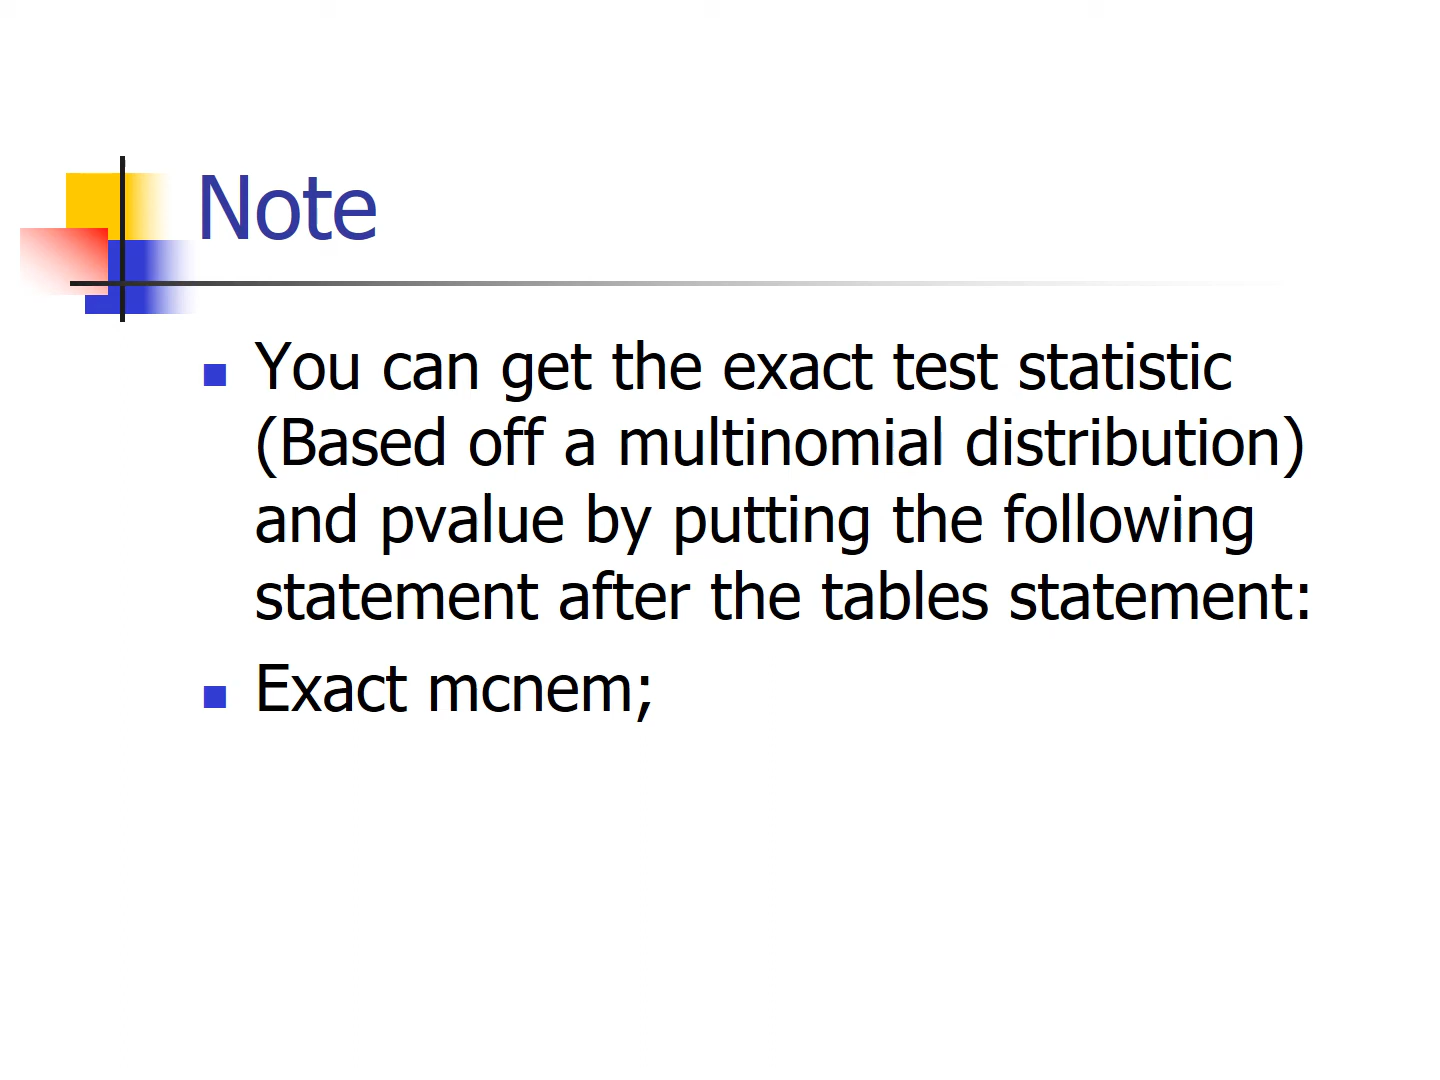 Note
You can get the exact test statistic
(Based off a multinomial distribution)
and pvalue by putting the following
statement after the tables statement:
Exact mcnem;